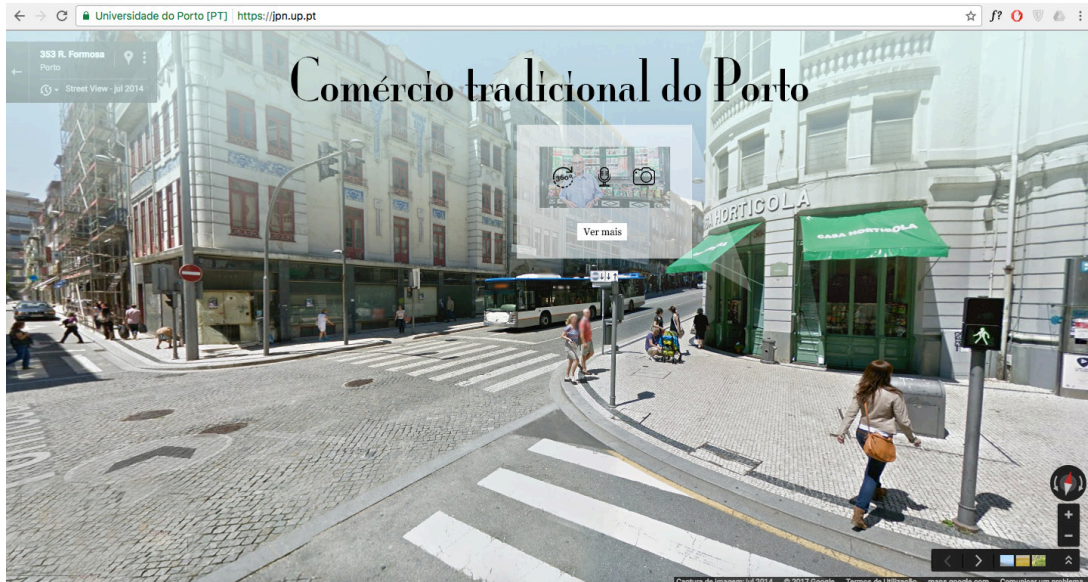 Universidade do Porto [PT] https://jpn.up.pt
f?
353 R. Formosa
Porto
Street View - jul 2014
Comércio tradicional do Porto
360º
Ver mais
HORTICOLA
CASA HORTICOLA
Captura de imagem: jul 2014 © 2017 Google Termos de Utilização maps.google.com Comunicar um problema